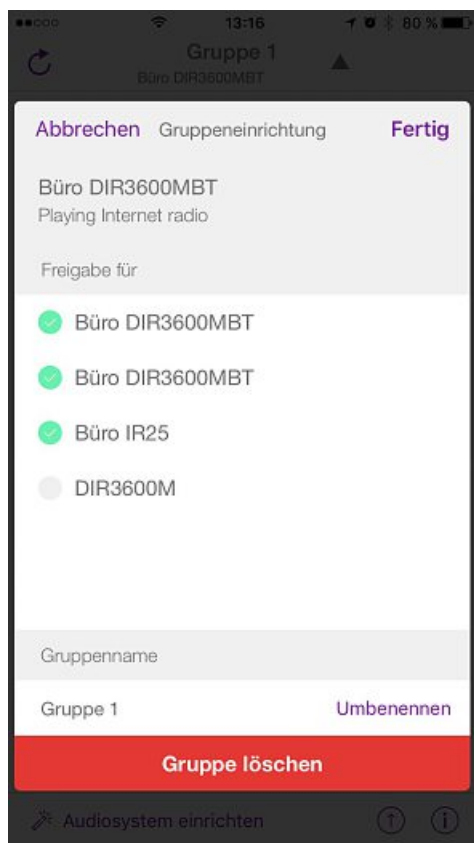 13:16
80 %
Gruppe 1
Büro DIR3600MBT
Abbrechen Gruppeneinrichtung Fertig
Büro DIR3600MBT
Playing Internet radio
Freigabe für
Büro DIR3600MBT
Büro DIR3600MBT
Büro IR25
DIR3600M
Gruppenname
Gruppe 1 Umbenennen
Gruppe löschen
Audiosystem einrichten